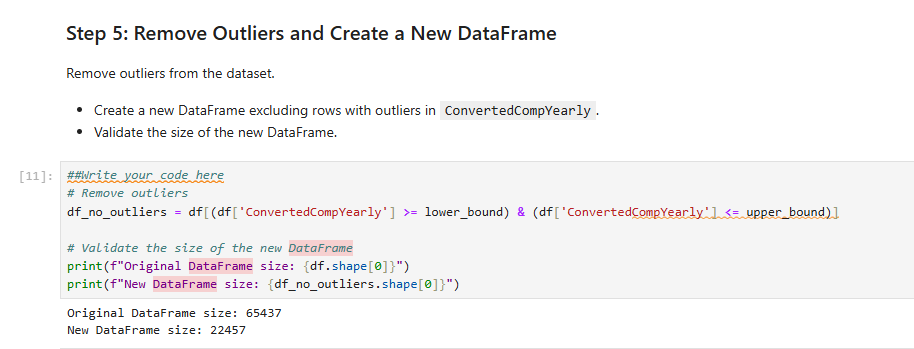 Step 5: Remove Outliers and Create a New DataFrame
Remove outliers from the dataset.
• Create a new DataFrame excluding rows with outliers in ConvertedCompYearly .
• Validate the size of the new DataFrame.
[11]: ##Write your code here
# Remove outliers
df_no_outliers = df[(df['ConvertedCompYearly'] >= lower_bound) & (df['ConvertedCompYearly'] <= upper_bound)]
# Validate the size of the new DataFrame
print(f"Original DataFrame size: {df.shape[0]}")
print(f"New DataFrame size: {df_no_outliers.shape[0]}")
Original DataFrame size: 65437
New DataFrame size: 22457